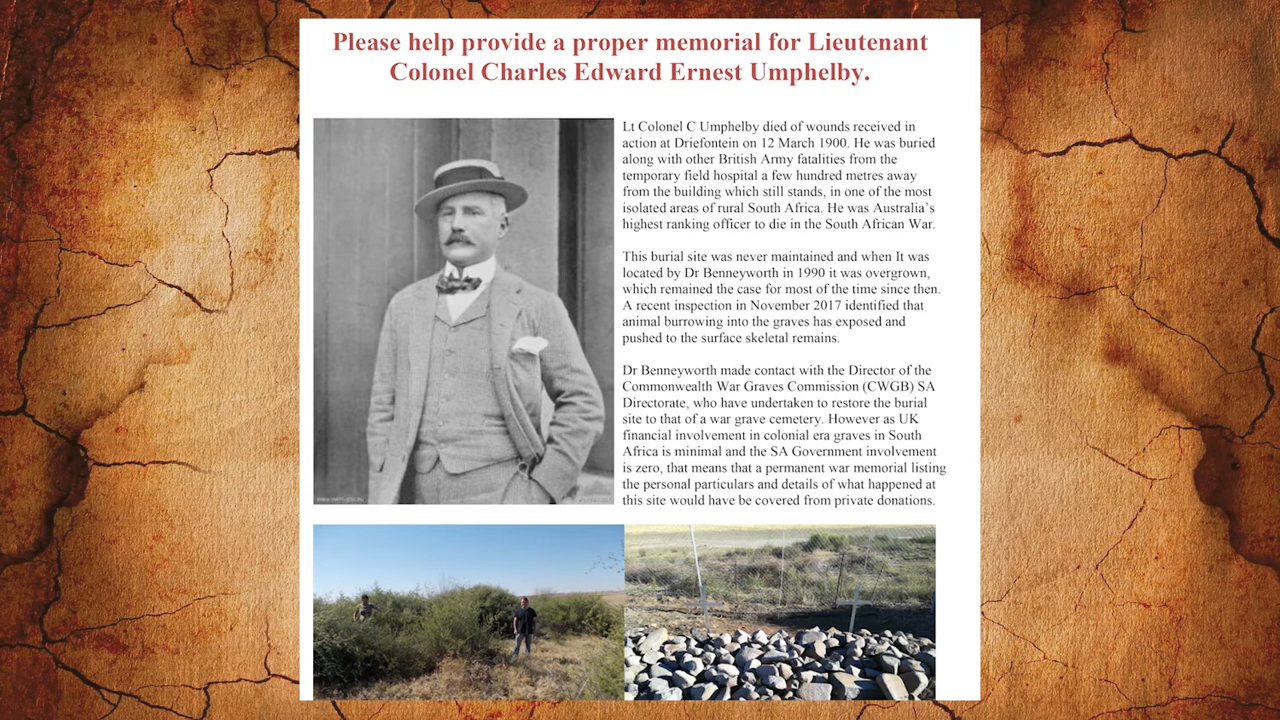 Please help provide a proper memorial for Lieutenant
Colonel Charles Edward Ernest Umphelby.
Lt Colonel C Umphelby died of wounds received in
action at Driefontein on 12 March 1900. He was buried
along with other British Army fatalities from the
temporary field hospital a few hundred metres away
from the building which still stands, in one of the most
isolated areas of rural South Africa. He was Australia's
highest ranking officer to die in the South African War.
This burial site was never maintained and when It was
located by Dr Benneyworth in 1990 it was overgrown,
which remained the case for most of the time since then.
A recent inspection in November 2017 identified that
animal burrowing into the graves has exposed and
pushed to the surface skeletal remains.
Dr Benneyworth made contact with the Director of the
Commonwealth War Graves Commission (CWGB) SA
Directorate, who have undertaken to restore the burial
site to that of a war grave cemetery. However as UK
financial involvement in colonial era graves in South
Africa is minimal and the SA Government involvement
is zero, that means that a permanent war memorial listing
the personal particulars and details of what happened at
this site would have be covered from private donations.